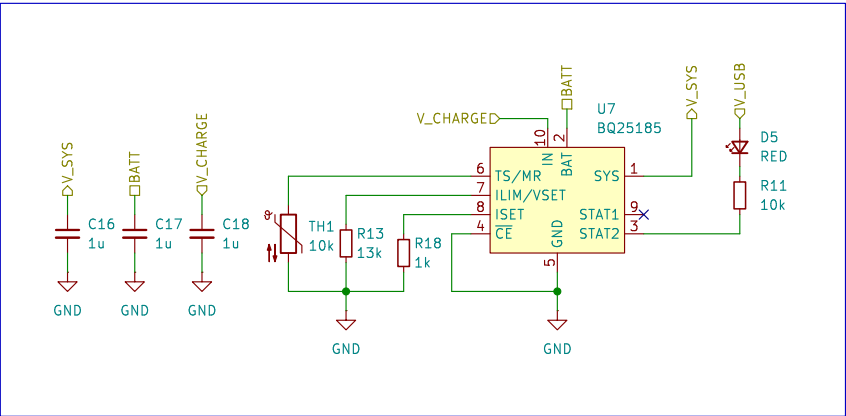 V_SYS
BATT
V_CHARGE
C16
1u
C17
1u
C18
1u
GND
GND
GND
V_CHARGE
BATT
U7
BQ25185
V_SYS
V_USB
10
2
IN
BAT
6
TS/MR
7
ILIM/VSET
8
ISET
4
CE
GND
5
SYS
1
STAT1
9
STAT2
3
D5
RED
R11
10k
θ
TH1
10k
R13
13k
R18
1k
GND
GND